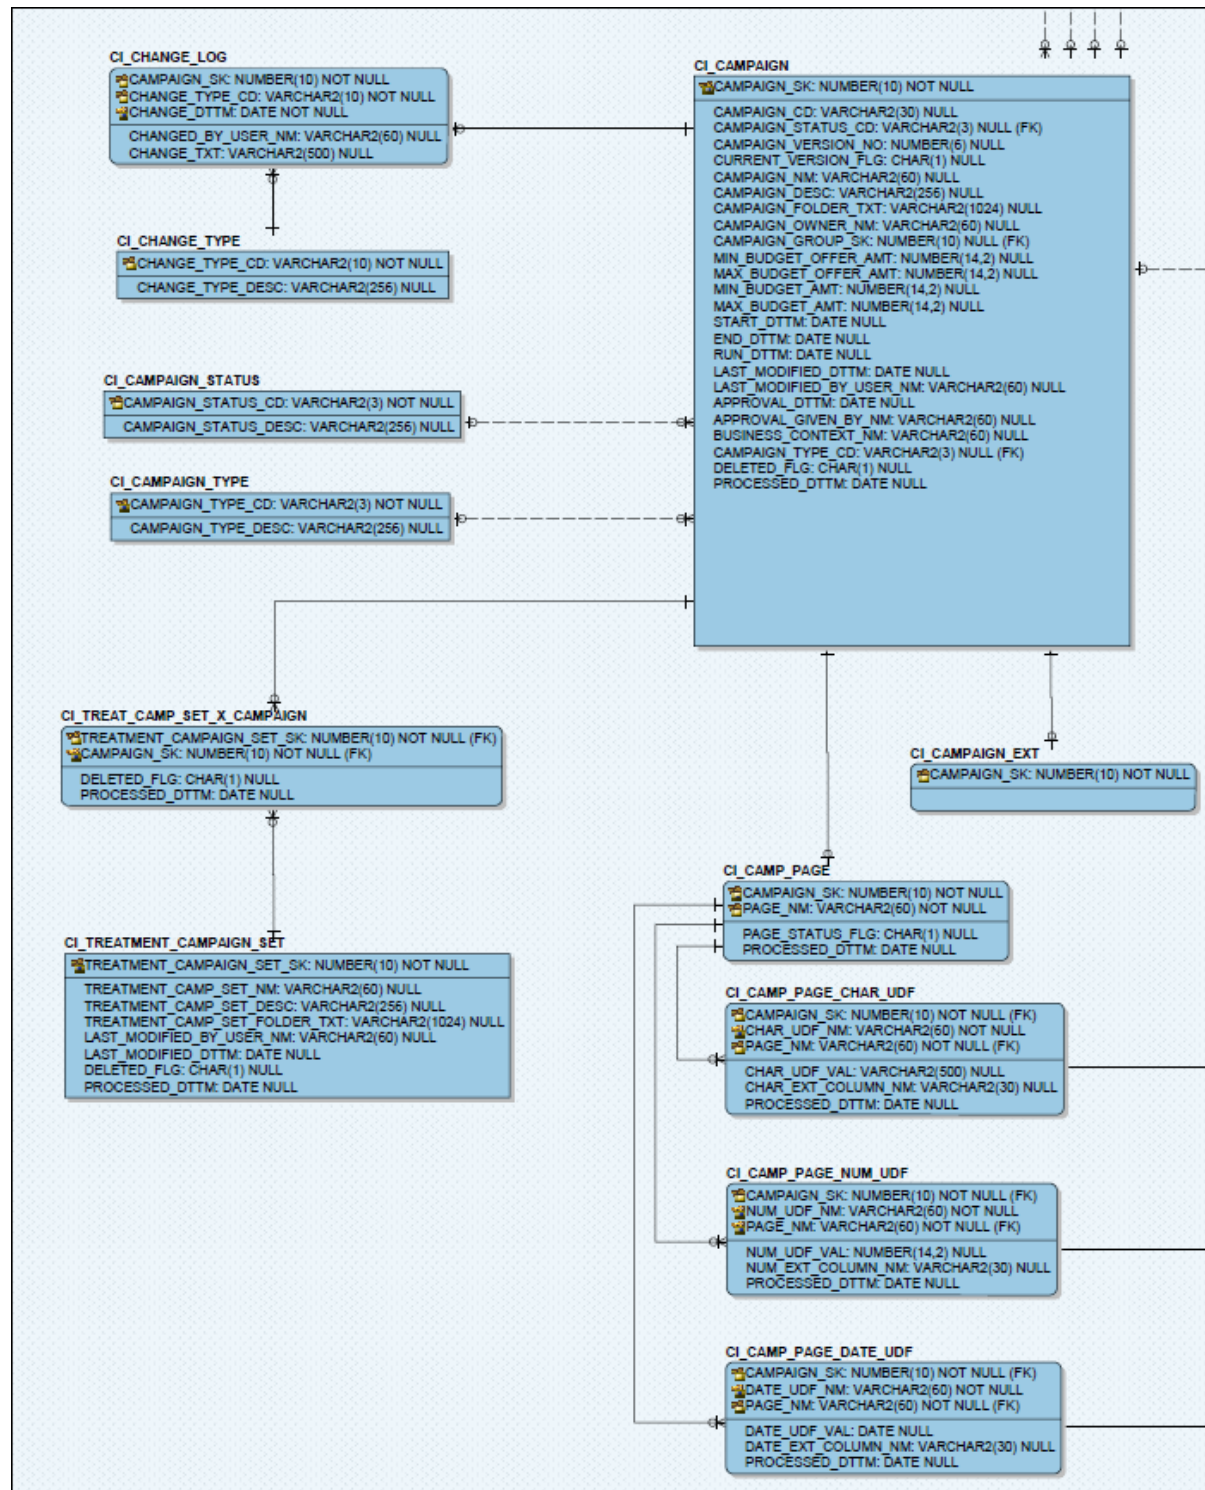 CI_CHANGE_LOG
CAMPAIGN_SK: NUMBER(10) NOT NULL
CHANGE_TYPE_CD: VARCHAR2(10) NOT NULL
CHANGE_DTTM: DATE NOT NULL
CHANGED_BY_USER_NM: VARCHAR2(60) NULL
CHANGE_TXT: VARCHAR2(500) NULL
CI_CHANGE_TYPE
CHANGE_TYPE_CD: VARCHAR2(10) NOT NULL
CHANGE_TYPE_DESC: VARCHAR2(256) NULL
CI_CAMPAIGN
CAMPAIGN_SK: NUMBER(10) NOT NULL
CAMPAIGN_CD: VARCHAR2(30) NULL
CAMPAIGN_STATUS_CD: VARCHAR2(3) NULL (FK)
CAMPAIGN_VERSION_NO: NUMBER(6) NULL
CURRENT_VERSION_FLG: CHAR(1) NULL
CAMPAIGN_NM: VARCHAR2(60) NULL
CAMPAIGN_DESC: VARCHAR2(256) NULL
CAMPAIGN_FOLDER_TXT: VARCHAR2(1024) NULL
CAMPAIGN_OWNER_NM: VARCHAR2(60) NULL
CAMPAIGN_GROUP_SK: NUMBER(10) NULL (FK)
MIN_BUDGET_OFFER_AMT: NUMBER(14,2) NULL
MAX_BUDGET_OFFER_AMT: NUMBER(14,2) NULL
MIN_BUDGET_AMT: NUMBER(14,2) NULL
MAX_BUDGET_AMT: NUMBER(14,2) NULL
START_DTTM: DATE NULL
END_DTTM: DATE NULL
RUN_DTTM: DATE NULL
LAST_MODIFIED_DTTM: DATE NULL
LAST_MODIFIED_BY_USER_NM: VARCHAR2(60) NULL
APPROVAL_DTTM: DATE NULL
APPROVAL_GIVEN_BY_NM: VARCHAR2(60) NULL
BUSINESS_CONTEXT_NM: VARCHAR2(60) NULL
CAMPAIGN_TYPE_CD: VARCHAR2(3) NULL (FK)
DELETED_FLG: CHAR(1) NULL
PROCESSED_DTTM: DATE NULL
CI_CAMPAIGN_STATUS
CAMPAIGN_STATUS_CD: VARCHAR2(3) NOT NULL
CAMPAIGN_STATUS_DESC: VARCHAR2(256) NULL
CI_CAMPAIGN_TYPE
CAMPAIGN_TYPE_CD: VARCHAR2(3) NOT NULL
CAMPAIGN_TYPE_DESC: VARCHAR2(256) NULL
CI_TREAT_CAMP_SET_X_CAMPAIGN
TREATMENT_CAMPAIGN_SET_SK: NUMBER(10) NOT NULL (FK)
CAMPAIGN_SK: NUMBER(10) NOT NULL (FK)
DELETED_FLG: CHAR(1) NULL
PROCESSED_DTTM: DATE NULL
CI_CAMPAIGN_EXT
CAMPAIGN_SK: NUMBER(10) NOT NULL
CI_TREATMENT_CAMPAIGN_SET
TREATMENT_CAMPAIGN_SET_SK: NUMBER(10) NOT NULL
TREATMENT_CAMP_SET_NM: VARCHAR2(60) NULL
TREATMENT_CAMP_SET_DESC: VARCHAR2(256) NULL
TREATMENT_CAMP_SET_FOLDER_TXT: VARCHAR2(1024) NULL
LAST_MODIFIED_BY_USER_NM: VARCHAR2(60) NULL
LAST_MODIFIED_DTTM: DATE NULL
DELETED_FLG: CHAR(1) NULL
PROCESSED_DTTM: DATE NULL
CI_CAMP_PAGE
CAMPAIGN_SK: NUMBER(10) NOT NULL
PAGE_NM: VARCHAR2(60) NOT NULL
PAGE_STATUS_FLG: CHAR(1) NULL
PROCESSED_DTTM: DATE NULL
CI_CAMP_PAGE_CHAR_UDF
CAMPAIGN_SK: NUMBER(10) NOT NULL (FK)
CHAR_UDF_NM: VARCHAR2(60) NOT NULL
PAGE_NM: VARCHAR2(60) NOT NULL (FK)
CHAR_UDF_VAL: VARCHAR2(500) NULL
CHAR_EXT_COLUMN_NM: VARCHAR2(30) NULL
PROCESSED_DTTM: DATE NULL
CI_CAMP_PAGE_NUM_UDF
CAMPAIGN_SK: NUMBER(10) NOT NULL (FK)
NUM_UDF_NM: VARCHAR2(60) NOT NULL
PAGE_NM: VARCHAR2(60) NOT NULL (FK)
NUM_UDF_VAL: NUMBER(14,2) NULL
NUM_EXT_COLUMN_NM: VARCHAR2(30) NULL
PROCESSED_DTTM: DATE NULL
CI_CAMP_PAGE_DATE_UDF
CAMPAIGN_SK: NUMBER(10) NOT NULL (FK)
DATE_UDF_NM: VARCHAR2(60) NOT NULL
PAGE_NM: VARCHAR2(60) NOT NULL (FK)
DATE_UDF_VAL: DATE NULL
DATE_EXT_COLUMN_NM: VARCHAR2(30) NULL
PROCESSED_DTTM: DATE NULL